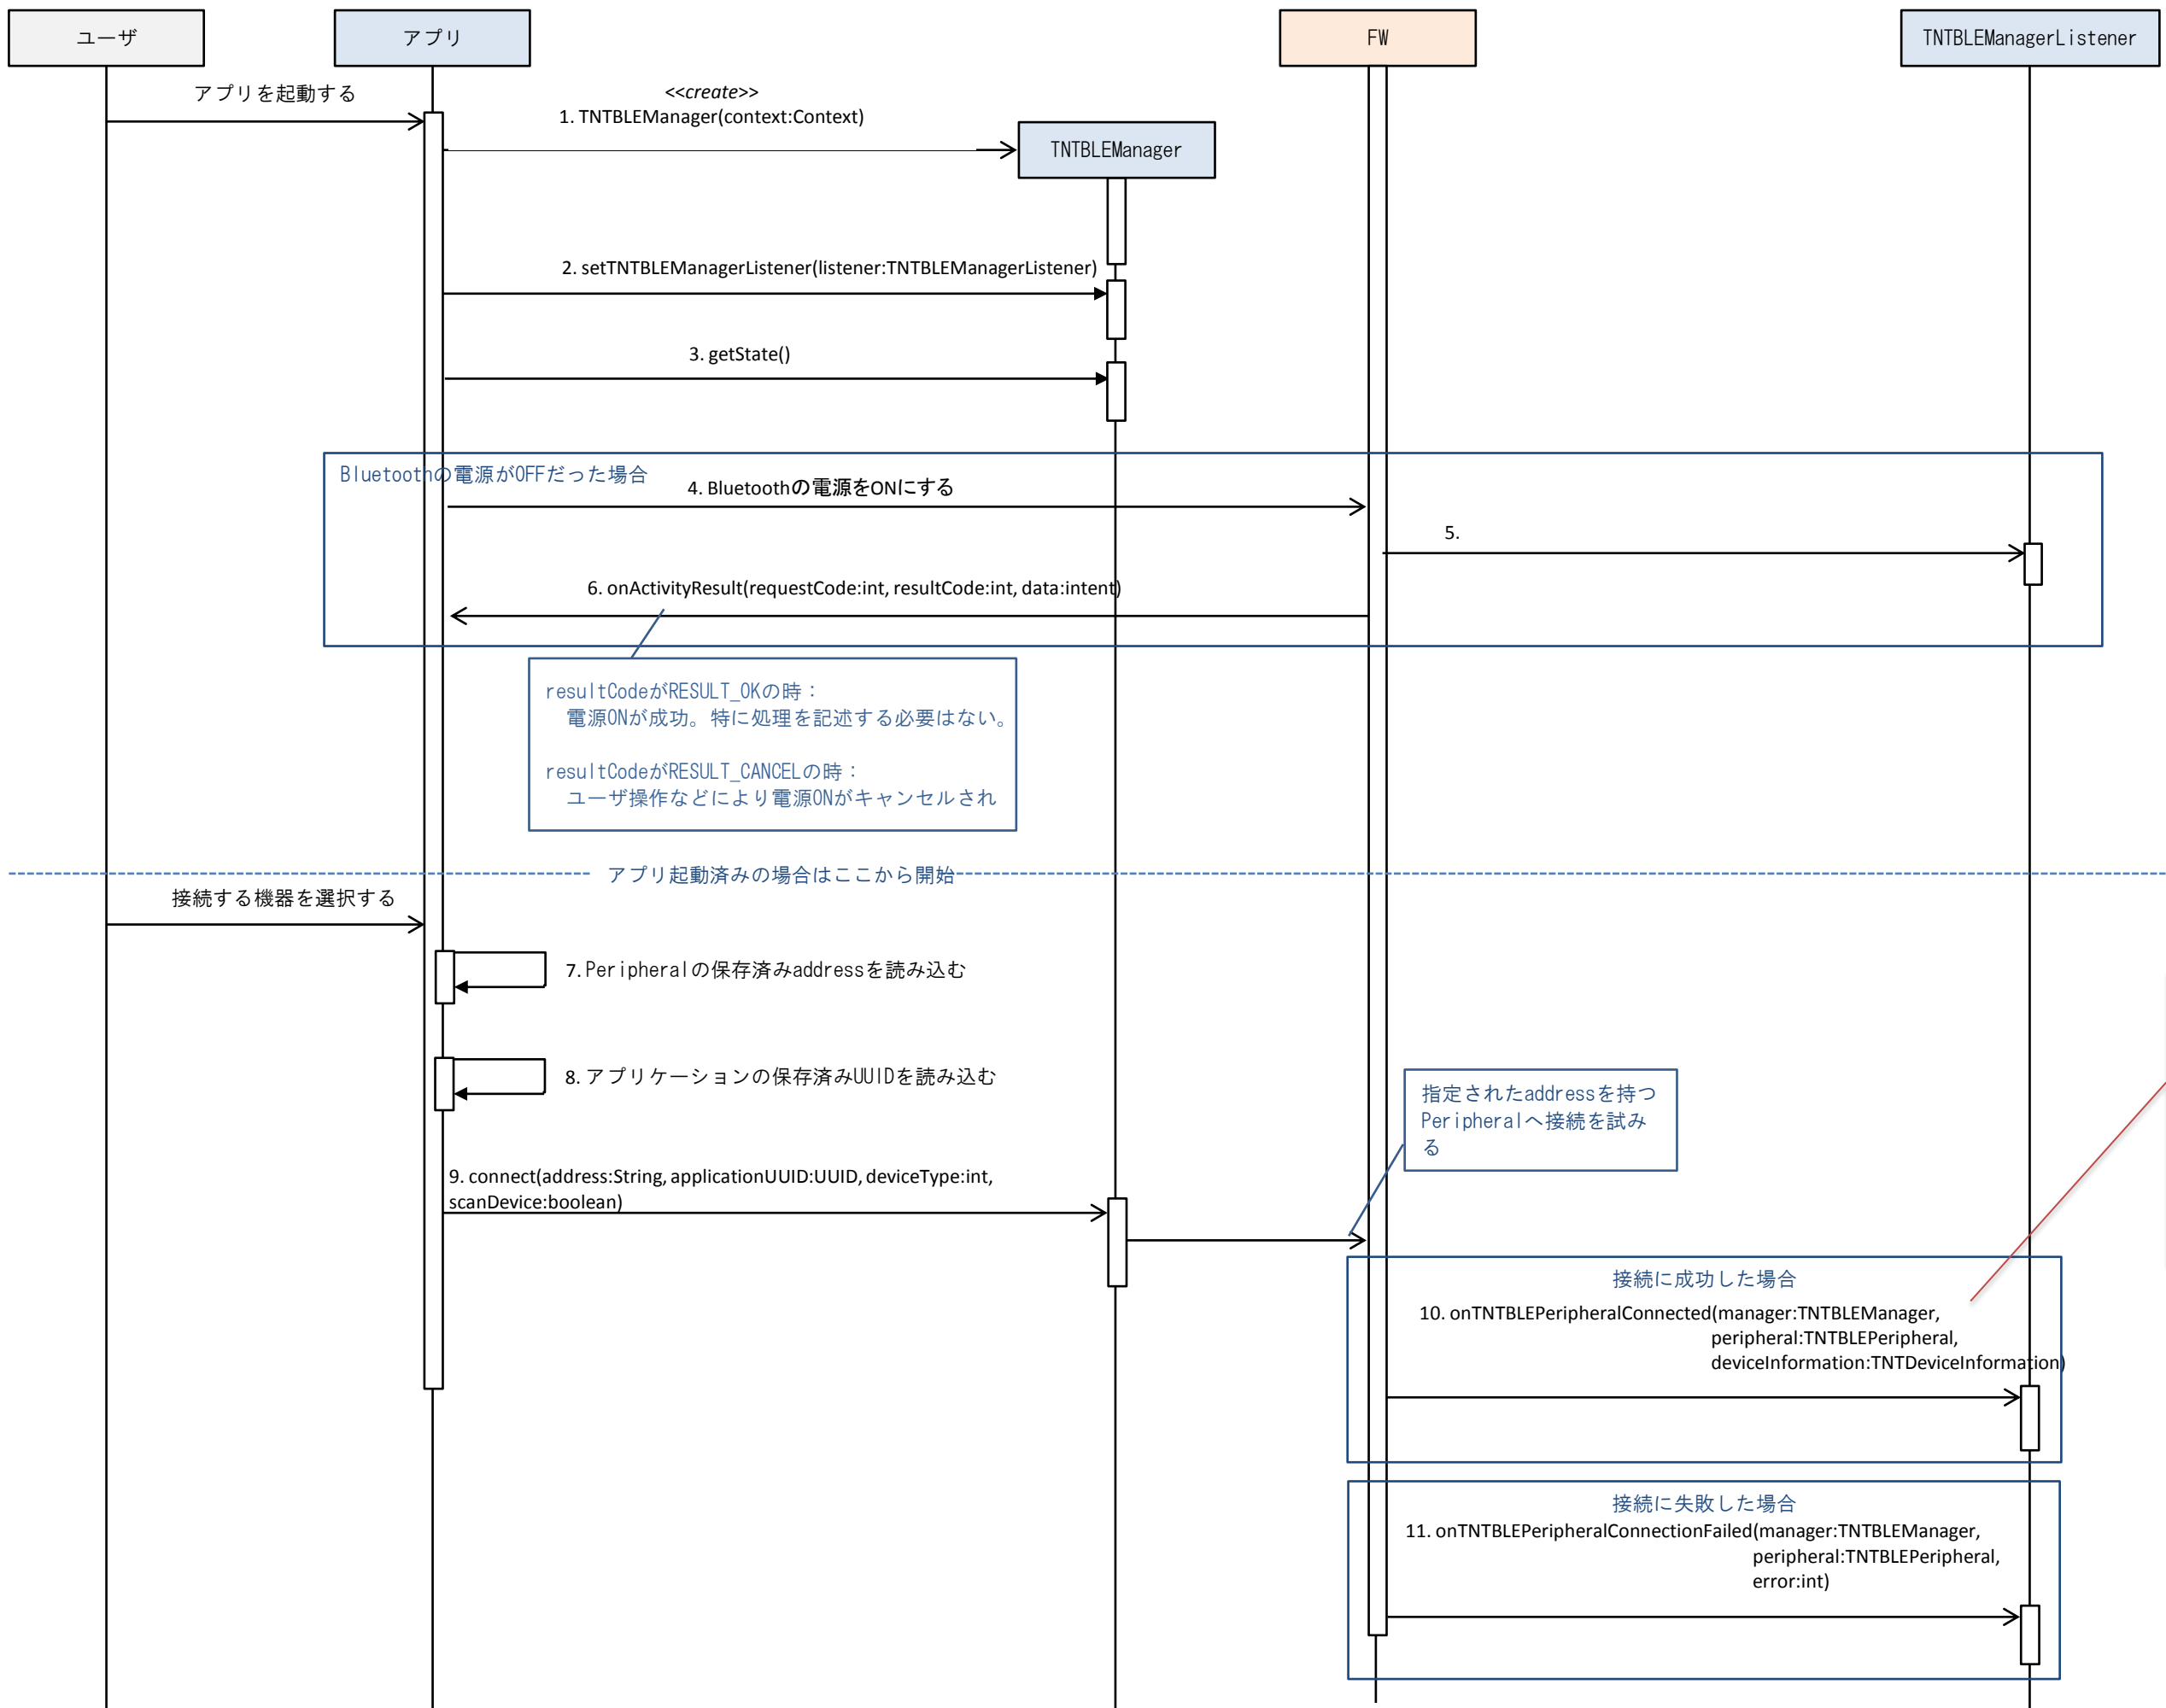 ユーザ
アプリ
FW
TNTBLEManagerListener
アプリを起動する
<<create>>
1. TNTBLEManager(context:Context)
TNTBLEManager
2. setTNTBLEManagerListener(listener:TNTBLEManagerListener)
3. getState()
Bluetoothの電源がOFFだった場合
4. Bluetoothの電源をONにする
5.
6. onActivityResult(requestCode:int, resultCode:int, data:intent)
resultCodeがRESULT_OKの時：
電源ONが成功。特に処理を記述する必要はない。
resultCodeがRESULT_CANCELの時：
ユーザ操作などにより電源ONがキャンセルされ
アプリ起動済みの場合はここから開始
接続する機器を選択する
7. Peripheralの保存済みaddressを読み込む
8. アプリケーションの保存済みUUIDを読み込む
指定されたaddressを持つ
Peripheralへ接続を試み
る
9. connect(address:String, applicationUUID:UUID, deviceType:int,
scanDevice:boolean)
接続に成功した場合
10. onTNTBLEPeripheralConnected(manager:TNTBLEManager,
peripheral:TNTBLEPeripheral,
deviceInformation:TNTDeviceInformation)
接続に失敗した場合
11. onTNTBLEPeripheralConnectionFailed(manager:TNTBLEManager,
peripheral:TNTBLEPeripheral,
error:int)